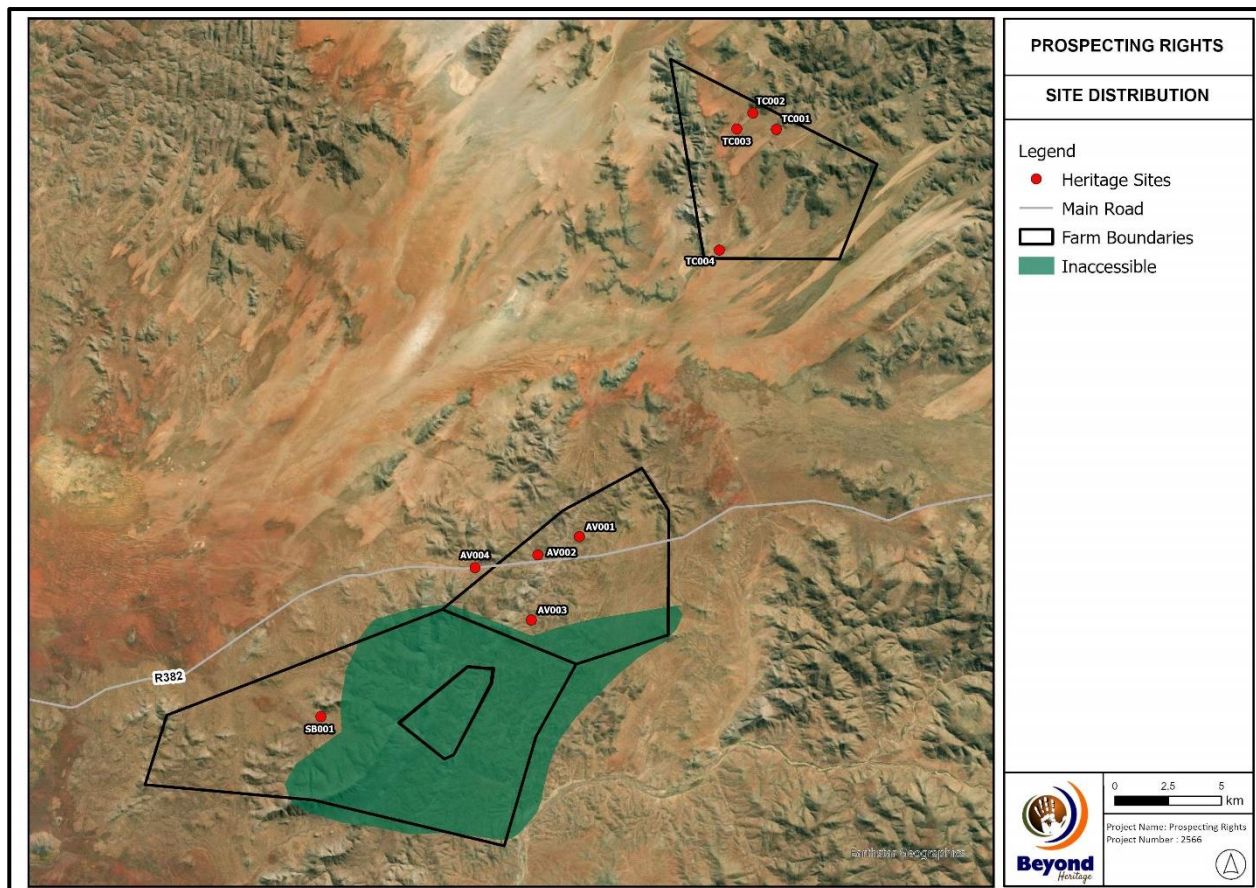 PROSPECTING RIGHTS
SITE DISTRIBUTION
Legend
Heritage Sites
Main Road
Farm Boundaries
Inaccessible
TC002
TC001
TC003
TC004
AV001
AV002
AV004
AV003
R382
SB001
Earthstar Geographics
0 2.5 5
km
Project Name: Prospecting Rights
Project Number : 2566
Beyond
Heritage